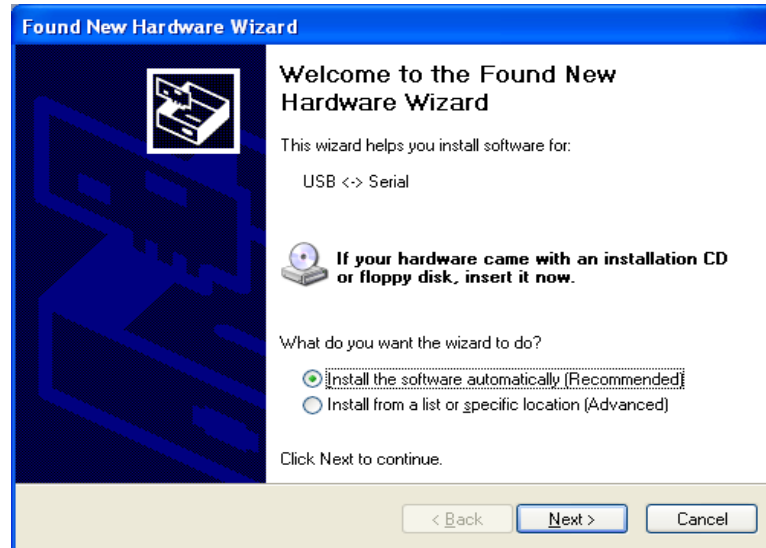 Found New Hardware Wizard
Welcome to the Found New
Hardware Wizard
This wizard helps you install software for:
USB <-> Serial
If your hardware came with an installation CD
or floppy disk, insert it now.
What do you want the wizard to do?
Install the software automatically (Recommended)
Install from a list or specific location (Advanced)
Click Next to continue.
< Back
Next >
Cancel